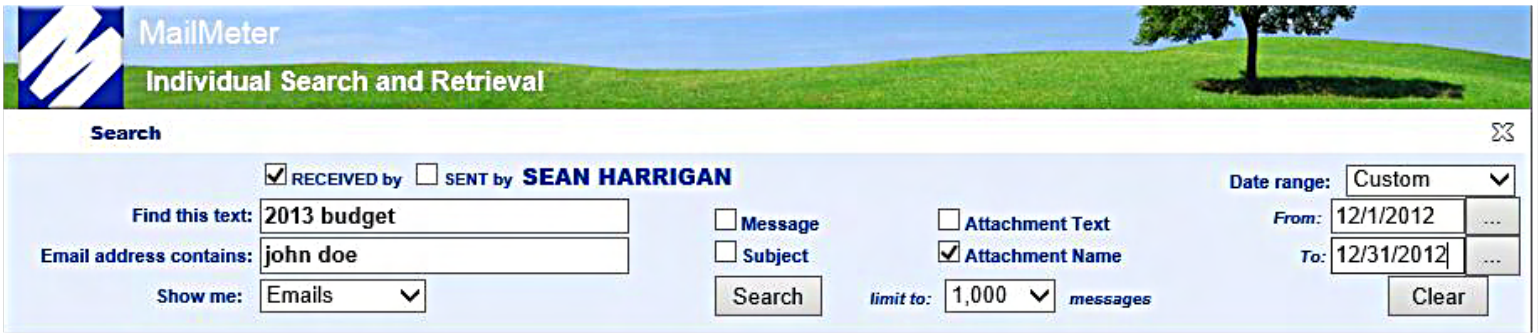 MailMeter
Individual Search and Retrieval
Search
RECEIVED by SENT by SEAN HARRIGAN
Date range: Custom
Find this text: 2013 budget
Message
Attachment Text
From: 12/1/2012 ...
Email address contains: john doe
Subject
Attachment Name
To: 12/31/2012 ...
Show me: Emails
Search
limit to: 1,000 messages
Clear